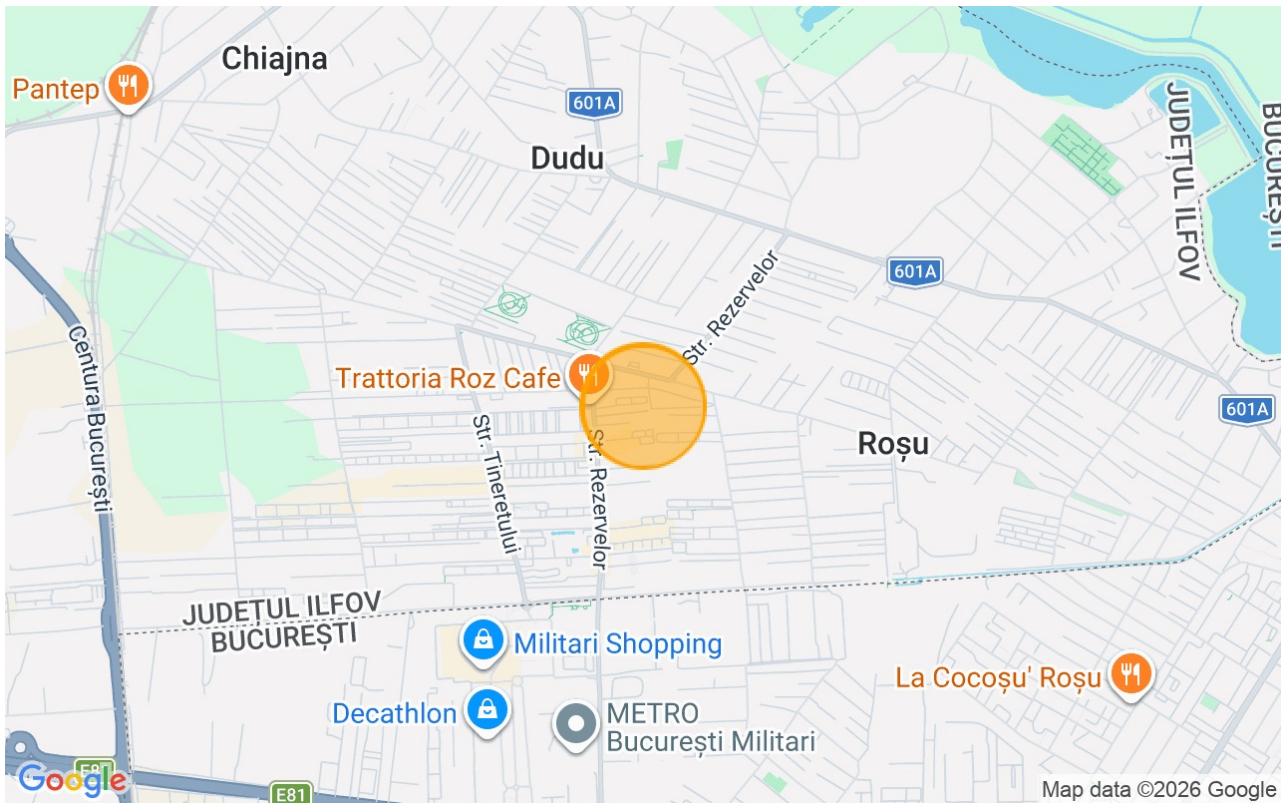 Chiajna
Pantep
601A
Dudu
JUDEȚUL ILFOV
BUCUREȘTI
601A
Str. Rezervelor
Centura București
Trattoria Roz Cafe
601A
Roșu
Str. Tineretului
Str. Rezervelor
JUDEȚUL ILFOV
BUCUREȘTI
Militari Shopping
La Cocoșu' Roșu
Decathlon
METRO
București Militari
Google
E81
Map data ©2026 Google